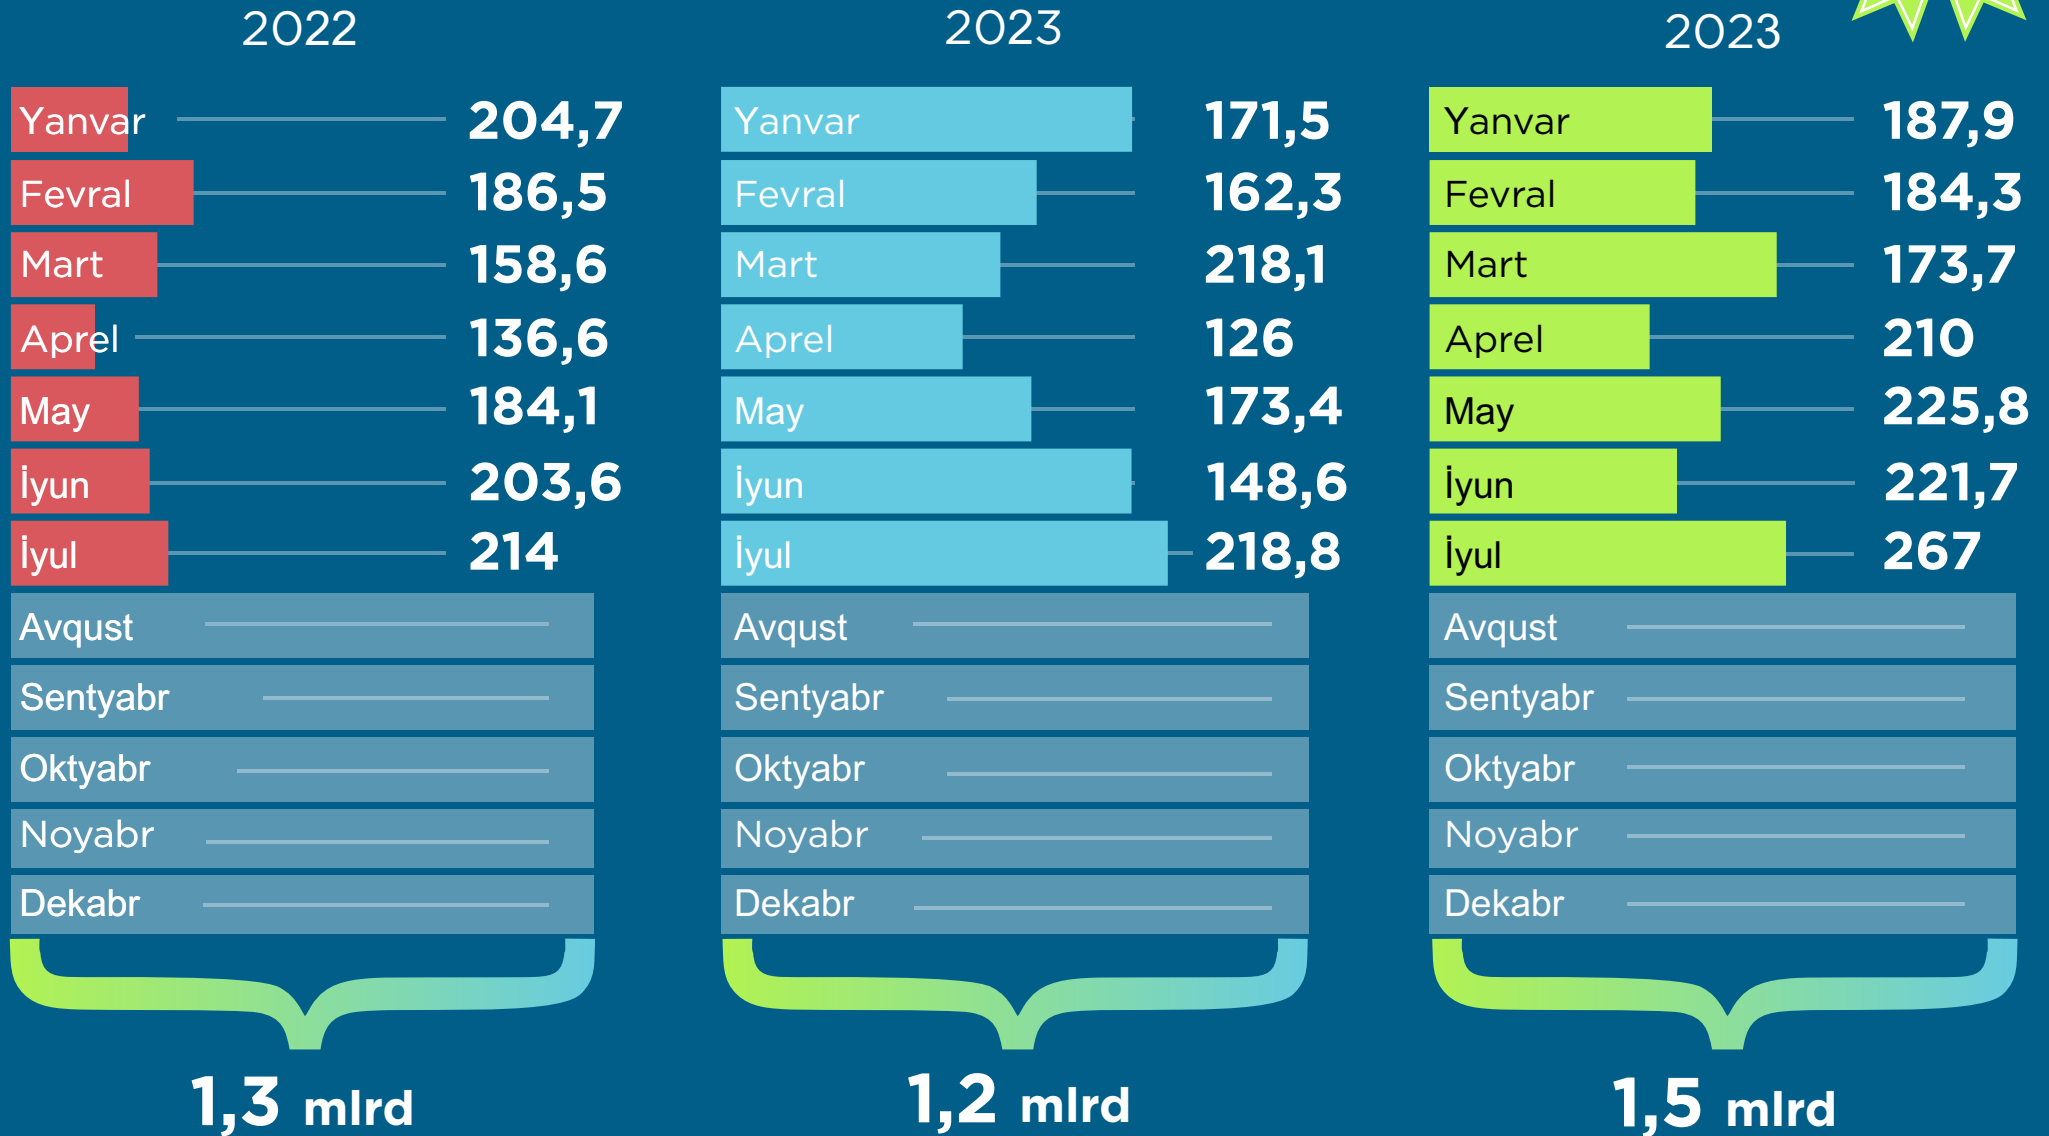 2022
Yanvar 204,7
Fevral 186,5
Mart 158,6
Aprel 136,6
May 184,1
İyun 203,6
İyul 214
Avqust
Sentyabr
Oktyabr
Noyabr
Dekabr
1,3 mlrd
2023
Yanvar 171,5
Fevral 162,3
Mart 218,1
Aprel 126
May 173,4
İyun 148,6
İyul 218,8
Avqust
Sentyabr
Oktyabr
Noyabr
Dekabr
1,2 mlrd
2023
Yanvar 187,9
Fevral 184,3
Mart 173,7
Aprel 210
May 225,8
İyun 221,7
İyul 267
Avqust
Sentyabr
Oktyabr
Noyabr
Dekabr
1,5 mlrd